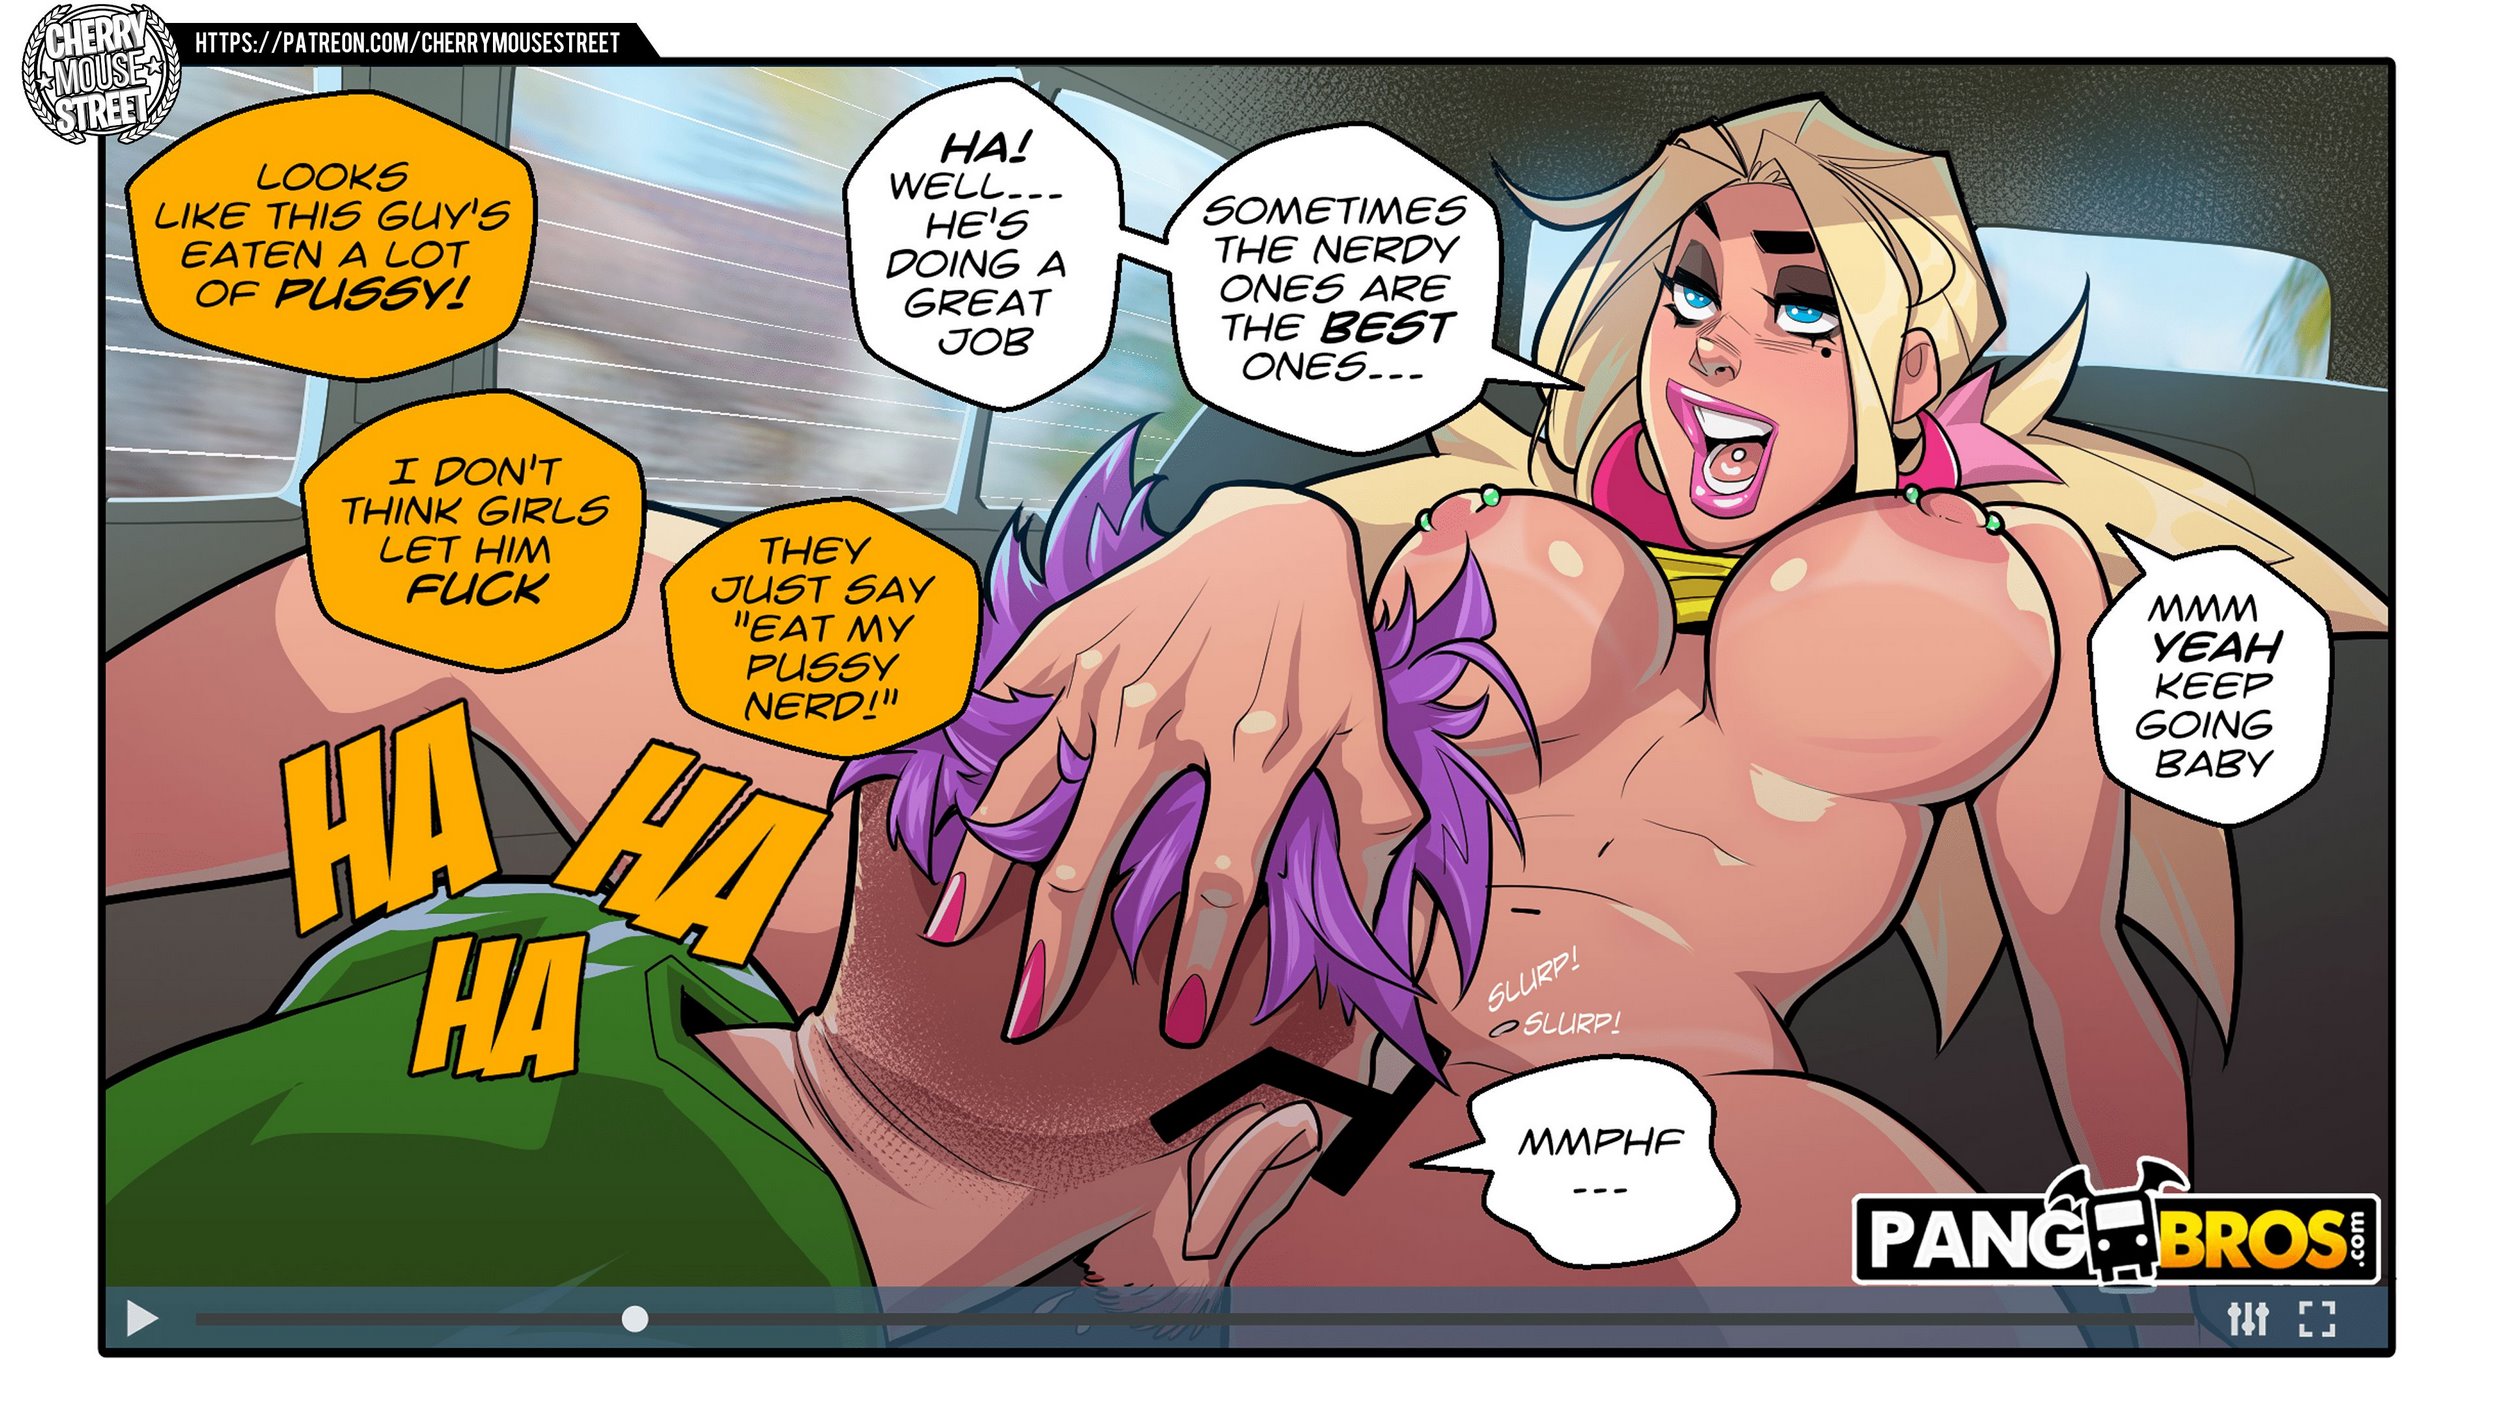 CHERRY
MOUSE
STREET
HTTPS://PATREON.COM/CHERRYMOUSESTREET
LOOKS
LIKE THIS GUY'S
EATEN A LOT
OF PUSSY!
I DON'T
THINK GIRLS
LET HIM
FUCK
THEY
JUST SAY
"EAT MY
PUSSY
NERD!"
HA
HA
HA
HA!
WELL...
HE'S
DOING A
GREAT
JOB
SOMETIMES
THE NERDY
ONES ARE
THE BEST
ONES...
MMM
YEAH
KEEP
GOING
BABY
SLURP!
SLURP!
MMPHF
...
PANG BROS.com